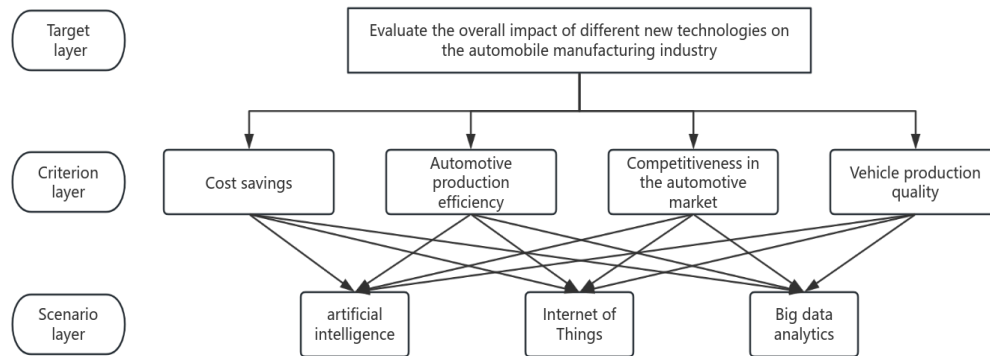 Target
layer
Evaluate the overall impact of different new technologies on
the automobile manufacturing industry
Criterion
layer
Cost savings
Automotive
production
efficiency
Competitiveness in
the automotive
market
Vehicle production
quality
Scenario
layer
artificial
intelligence
Internet of
Things
Big data
analytics